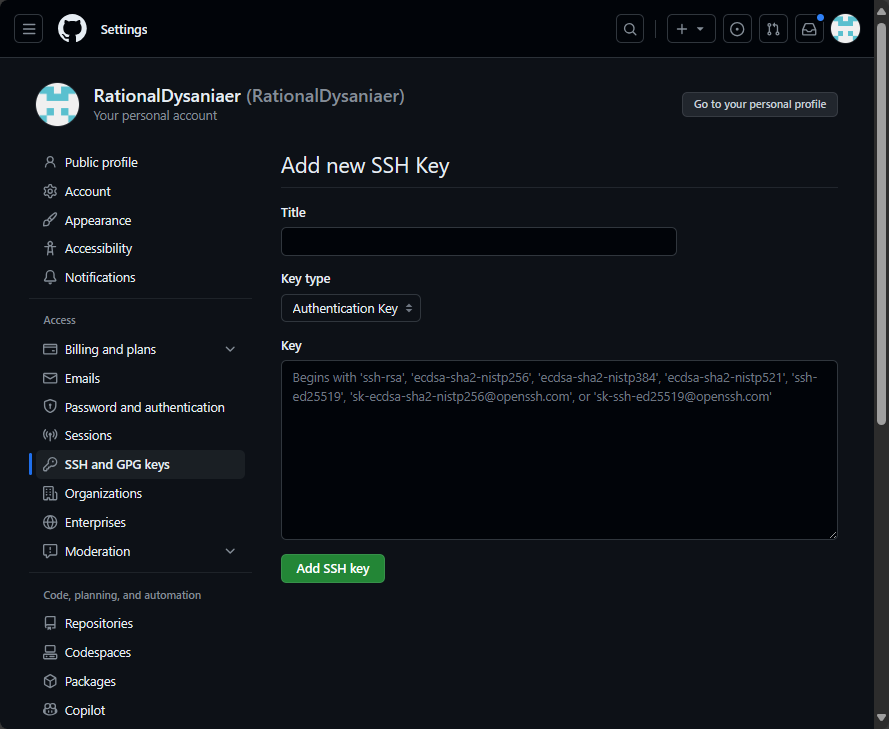 Settings
RationalDysaniaer (RationalDysaniaer)
Your personal account
Go to your personal profile
Public profile
Account
Appearance
Accessibility
Notifications
Access
Billing and plans
Emails
Password and authentication
Sessions
SSH and GPG keys
Organizations
Enterprises
Moderation
Code, planning, and automation
Repositories
Codespaces
Packages
Copilot
Add new SSH Key
Title
Key type
Authentication Key
Key
Begins with 'ssh-rsa', 'ecdsa-sha2-nistp256', 'ecdsa-sha2-nistp384', 'ecdsa-sha2-nistp521', 'ssh-
ed25519', 'sk-ecdsa-sha2-nistp256@openssh.com', or 'sk-ssh-ed25519@openssh.com'
Add SSH key